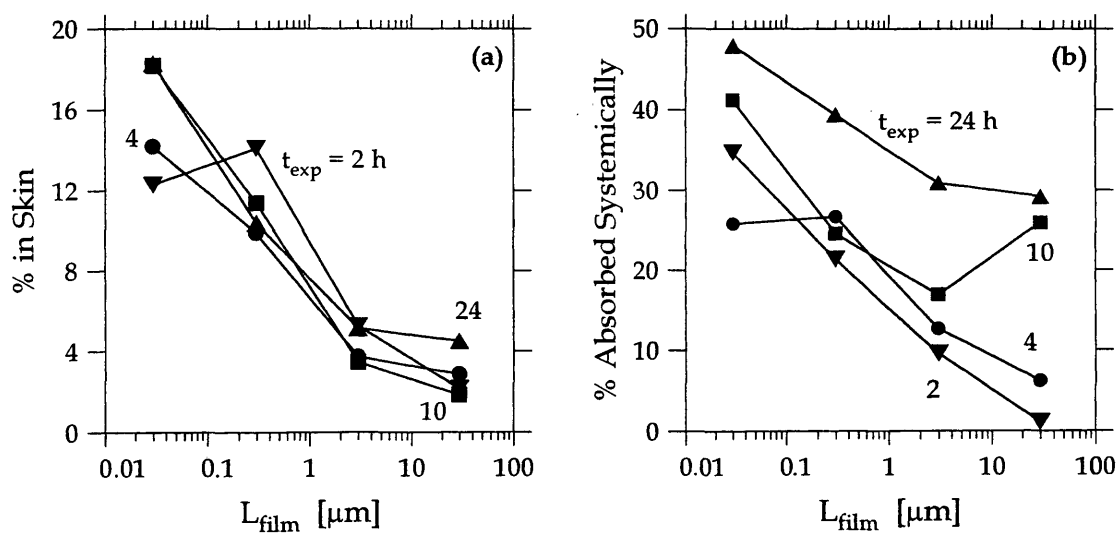 (a)
% in Skin
20
16
12
8
4
0
4
t_exp = 2 h
24
10
0.01 0.1 1 10 100
L_film [μm]
(b)
% Absorbed Systemically
50
40
30
20
10
0
t_exp = 24 h
10
4
2
0.01 0.1 1 10 100
L_film [μm]